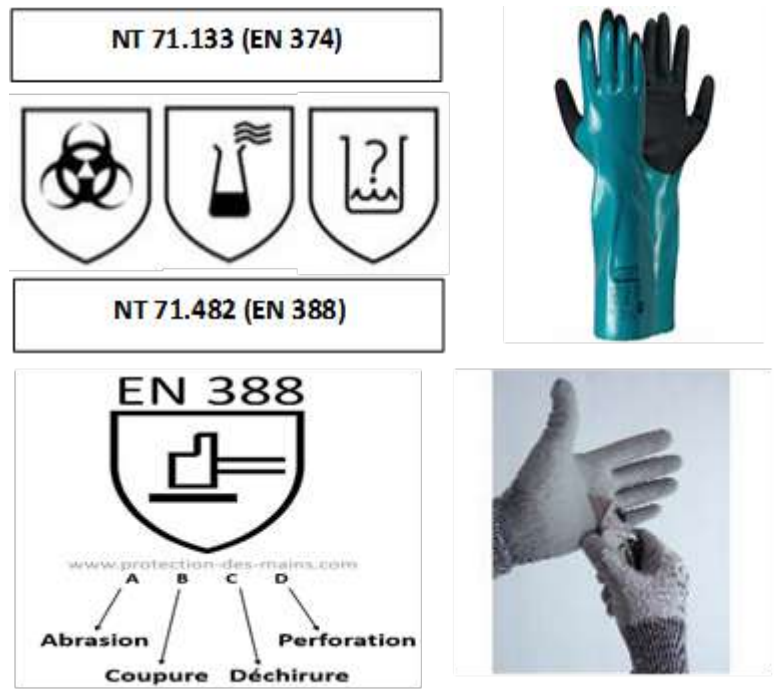 NT 71.133 (EN 374)
?
NT 71.482 (EN 388)
EN 388
www.protection-des-mains.com
A B C D
Abrasion Perforation
Coupure Déchirure